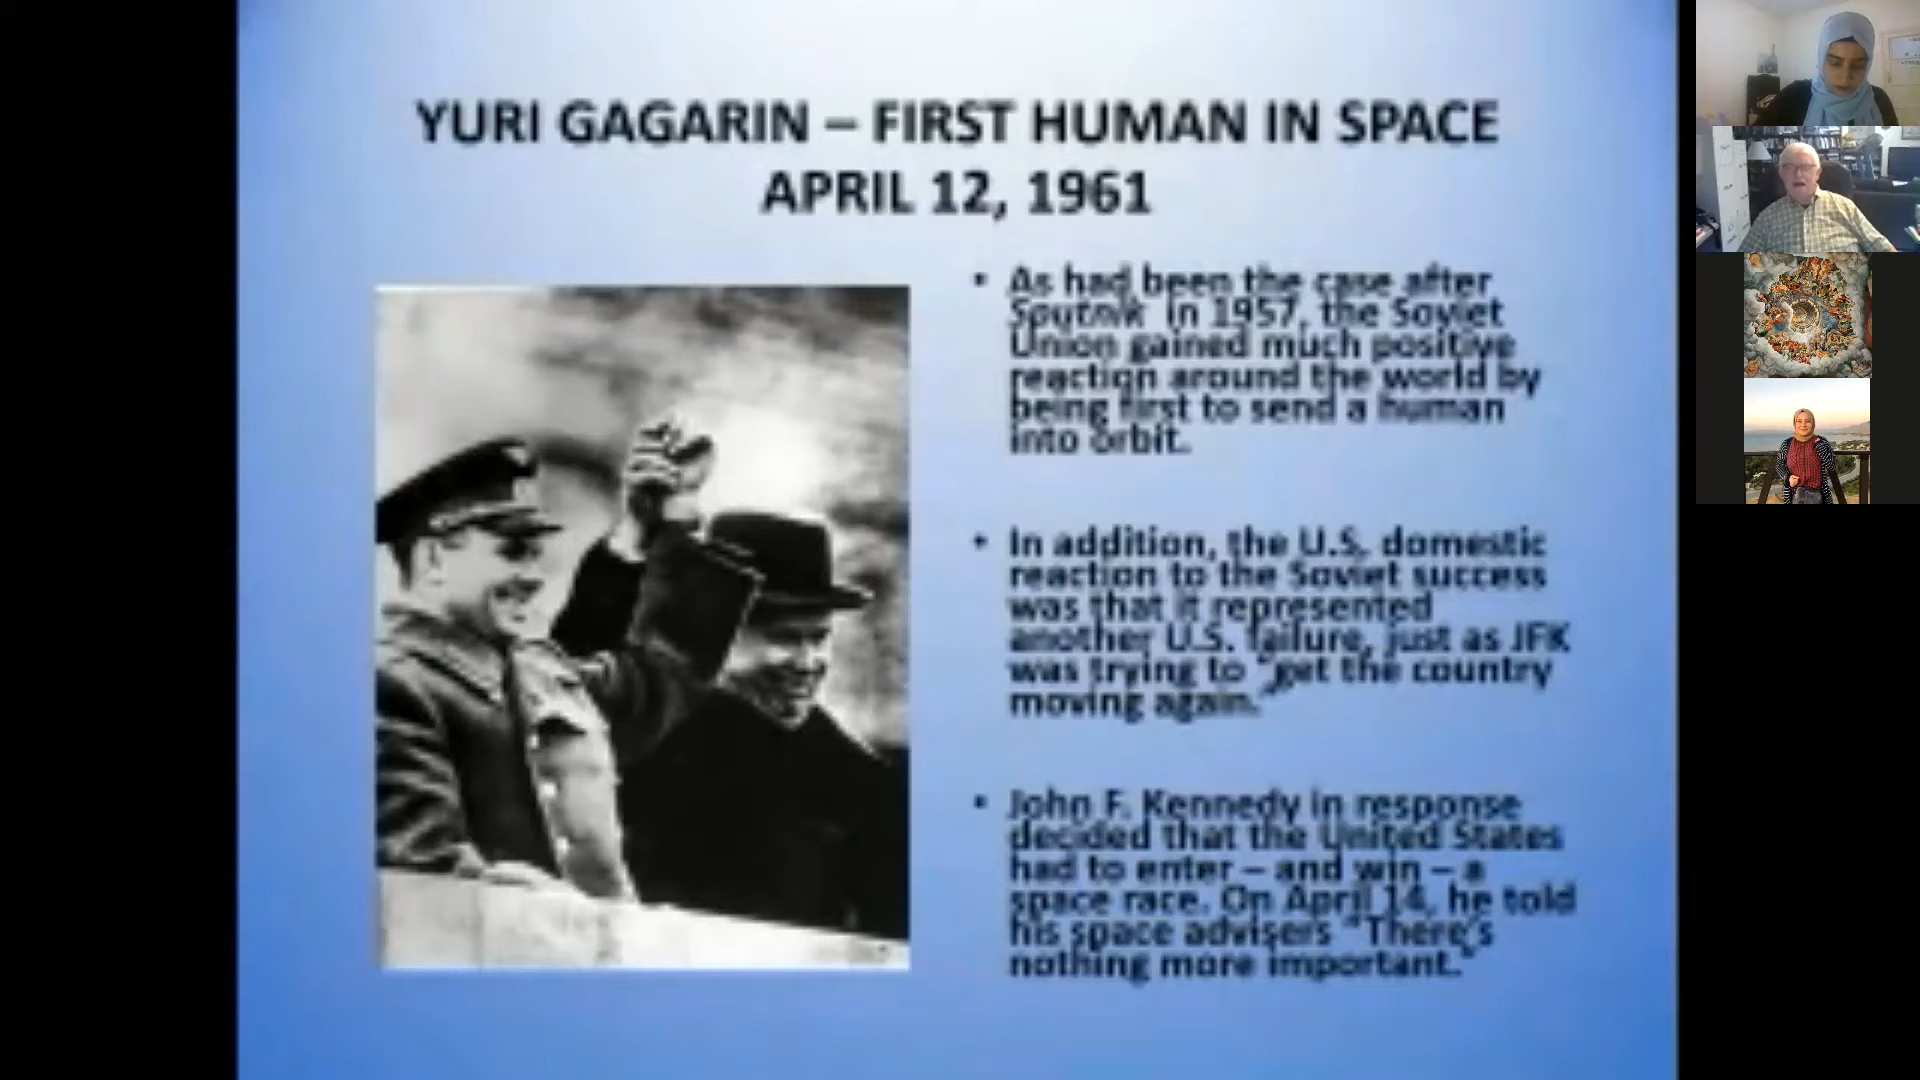 YURI GAGARIN – FIRST HUMAN IN SPACE
APRIL 12, 1961
• As had been the case after
Sputnik in 1957, the Soviet
Union gained much positive
reaction around the world by
being first to send a human
into orbit.
• In addition, the U.S. domestic
reaction to the Soviet success
was that it represented
another U.S. failure, just as JFK
was trying to “get the country
moving again.”
• John F. Kennedy in response
decided that the United States
had to enter – and win – a
space race. On April 14, he told
his space advisers “There’s
nothing more important.”